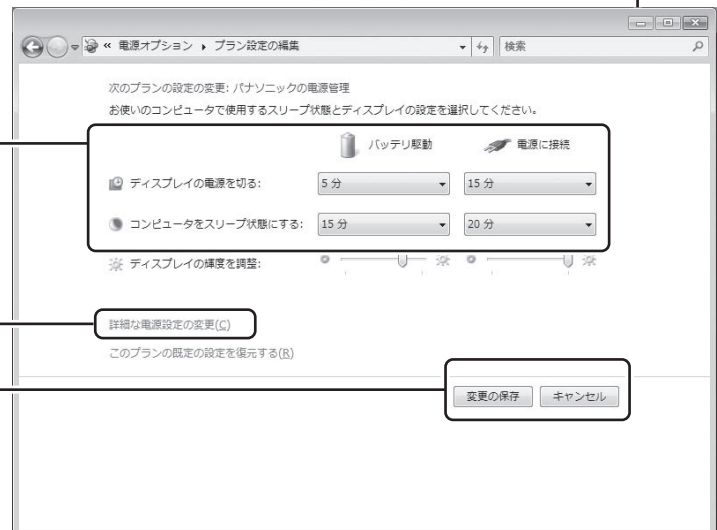 « 電源オプション ▸ プラン設定の編集 検索
次のプランの設定の変更: パナソニックの電源管理
お使いのコンピュータで使用するスリープ状態とディスプレイの設定を選択してください。
バッテリ駆動 電源に接続
ディスプレイの電源を切る: 5 分 15 分
コンピュータをスリープ状態にする: 15 分 20 分
ディスプレイの輝度を調整:
詳細な電源設定の変更(C)
このプランの既定の設定を復元する(R)
変更の保存 キャンセル